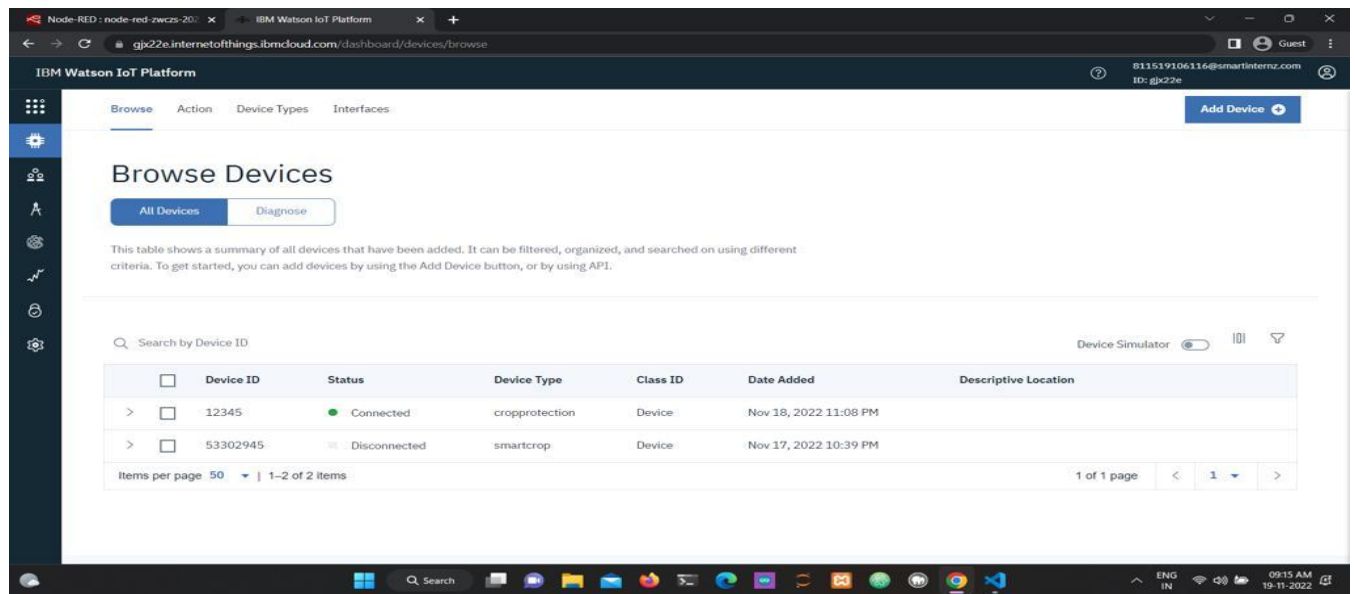 Node-RED : node-red-zwczs-202
IBM Watson IoT Platform
gjx22e.internetofthings.ibmcloud.com/dashboard/devices/browse
Guest
IBM Watson IoT Platform
811519106116@smartinternz.com
ID: gjx22e
Browse Action Device Types Interfaces
Add Device
Browse Devices
All Devices Diagnose
This table shows a summary of all devices that have been added. It can be filtered, organized, and searched on using different
criteria. To get started, you can add devices by using the Add Device button, or by using API.
Search by Device ID
Device Simulator
Device ID Status Device Type Class ID Date Added Descriptive Location
12345 Connected cropprotection Device Nov 18, 2022 11:08 PM
53302945 Disconnected smartcrop Device Nov 17, 2022 10:39 PM
Items per page 50 | 1–2 of 2 items
1 of 1 page < 1 >
Search
ENG
IN
09:15 AM
19-11-2022